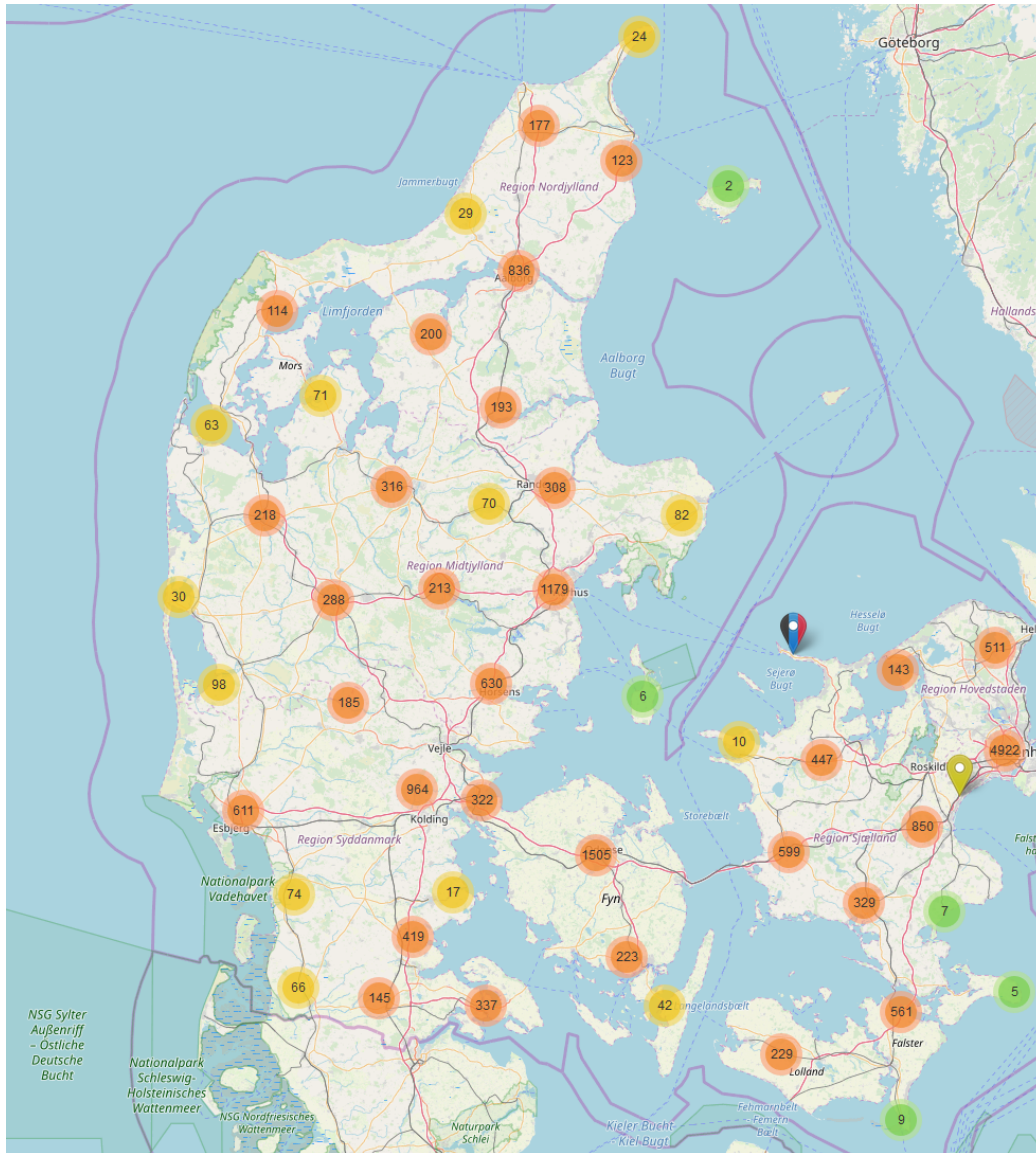 24
Göteborg
177
123
Jammerbugt
Region Nordjylland
2
29
836
114
Limfjorden
Hallands
200
Aalborg
Bugt
Mors
71
193
63
316
308
70
218
82
Region Midtjylland
213
1179
288
30
Hesselø
Bugt
511
143
Sejerø
Bugt
98
630
Horsens
6
Region Hovedstaden
185
10
Vejle
447
4922
Roskild
964
322
Kolding
Storebælt
611
Esbjerg
850
Region Syddanmark
Region Sjælland
599
1505
Nationalpark
Vadehavet
74
17
Fyn
329
7
419
223
66
145
337
42
angelandsbælt
5
561
NSG Sylter
Außenriff
– Östliche
Deutsche
Bucht
Falster
229
Lolland
Nationalpark
Schleswig-
Holsteinisches
Wattenmeer
NSG Nordfriesisches
Wattenmeer
Fehmarnbelt
- Femern
Bælt
9
Kieler Bucht-
Kiel Bugt
Naturpark
Schlei